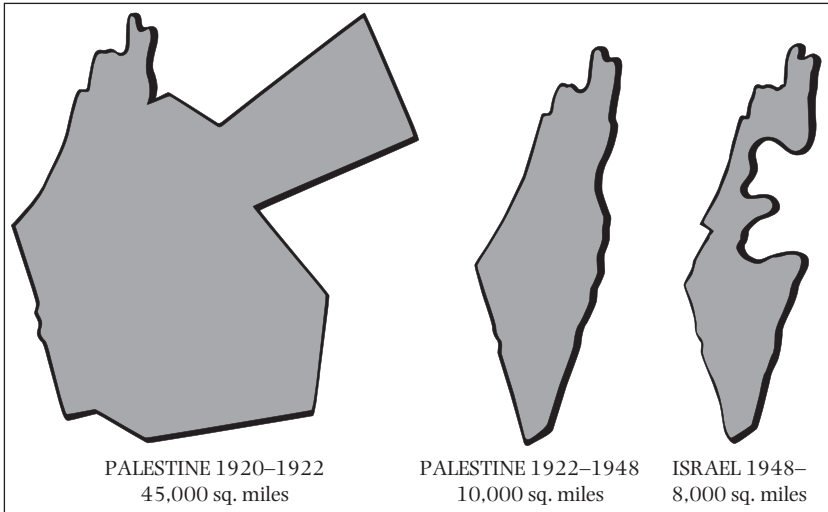 PALESTINE 1920–1922
45,000 sq. miles
PALESTINE 1922–1948
10,000 sq. miles
ISRAEL 1948–
8,000 sq. miles